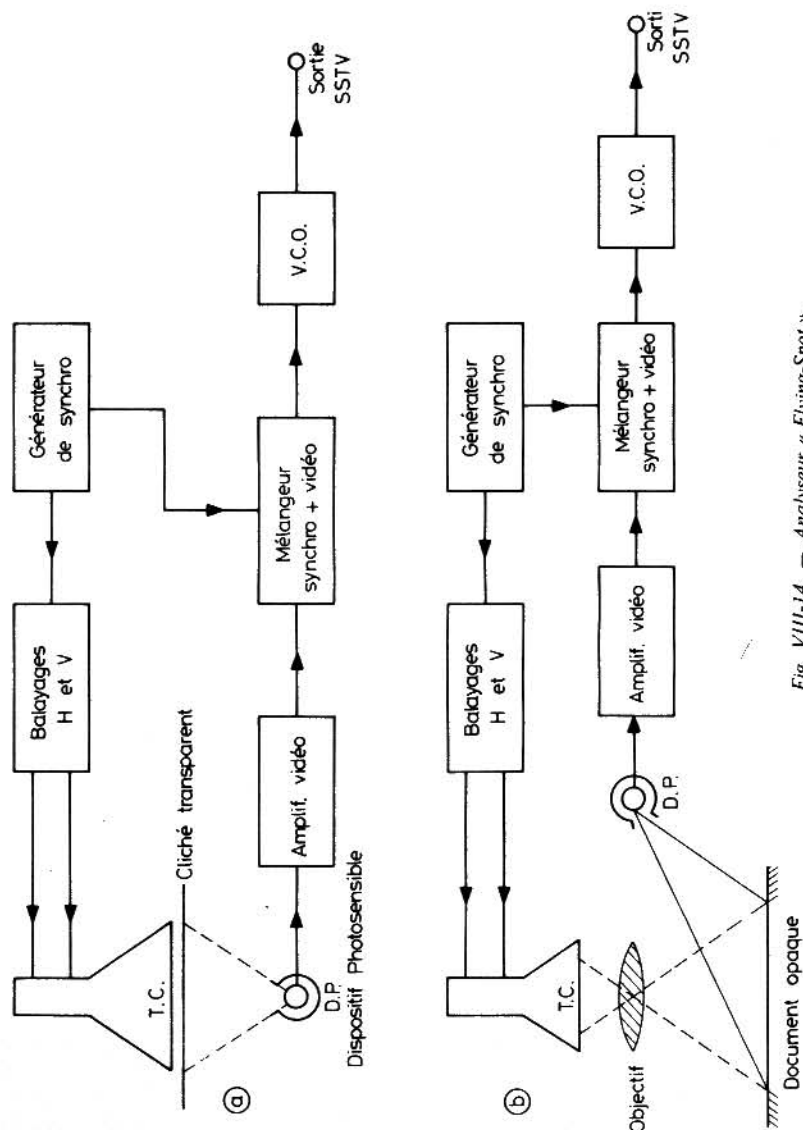 Générateur
de synchro
Balayages
H et V
Cliché transparent
T.C.
Mélangeur
synchro + vidéo
V.C.O.
Sortie
SSTV
Amplif. vidéo
D.P.
Dispositif Photosensible
a
Générateur
de synchro
Balayages
H et V
T.C.
Mélangeur
synchro + vidéo
V.C.O.
Sorti
SSTV
Amplif. vidéo
D.P.
Objectif
b
Document opaque
Fig. VIII-14. — Analyseur « Flying-Spot »